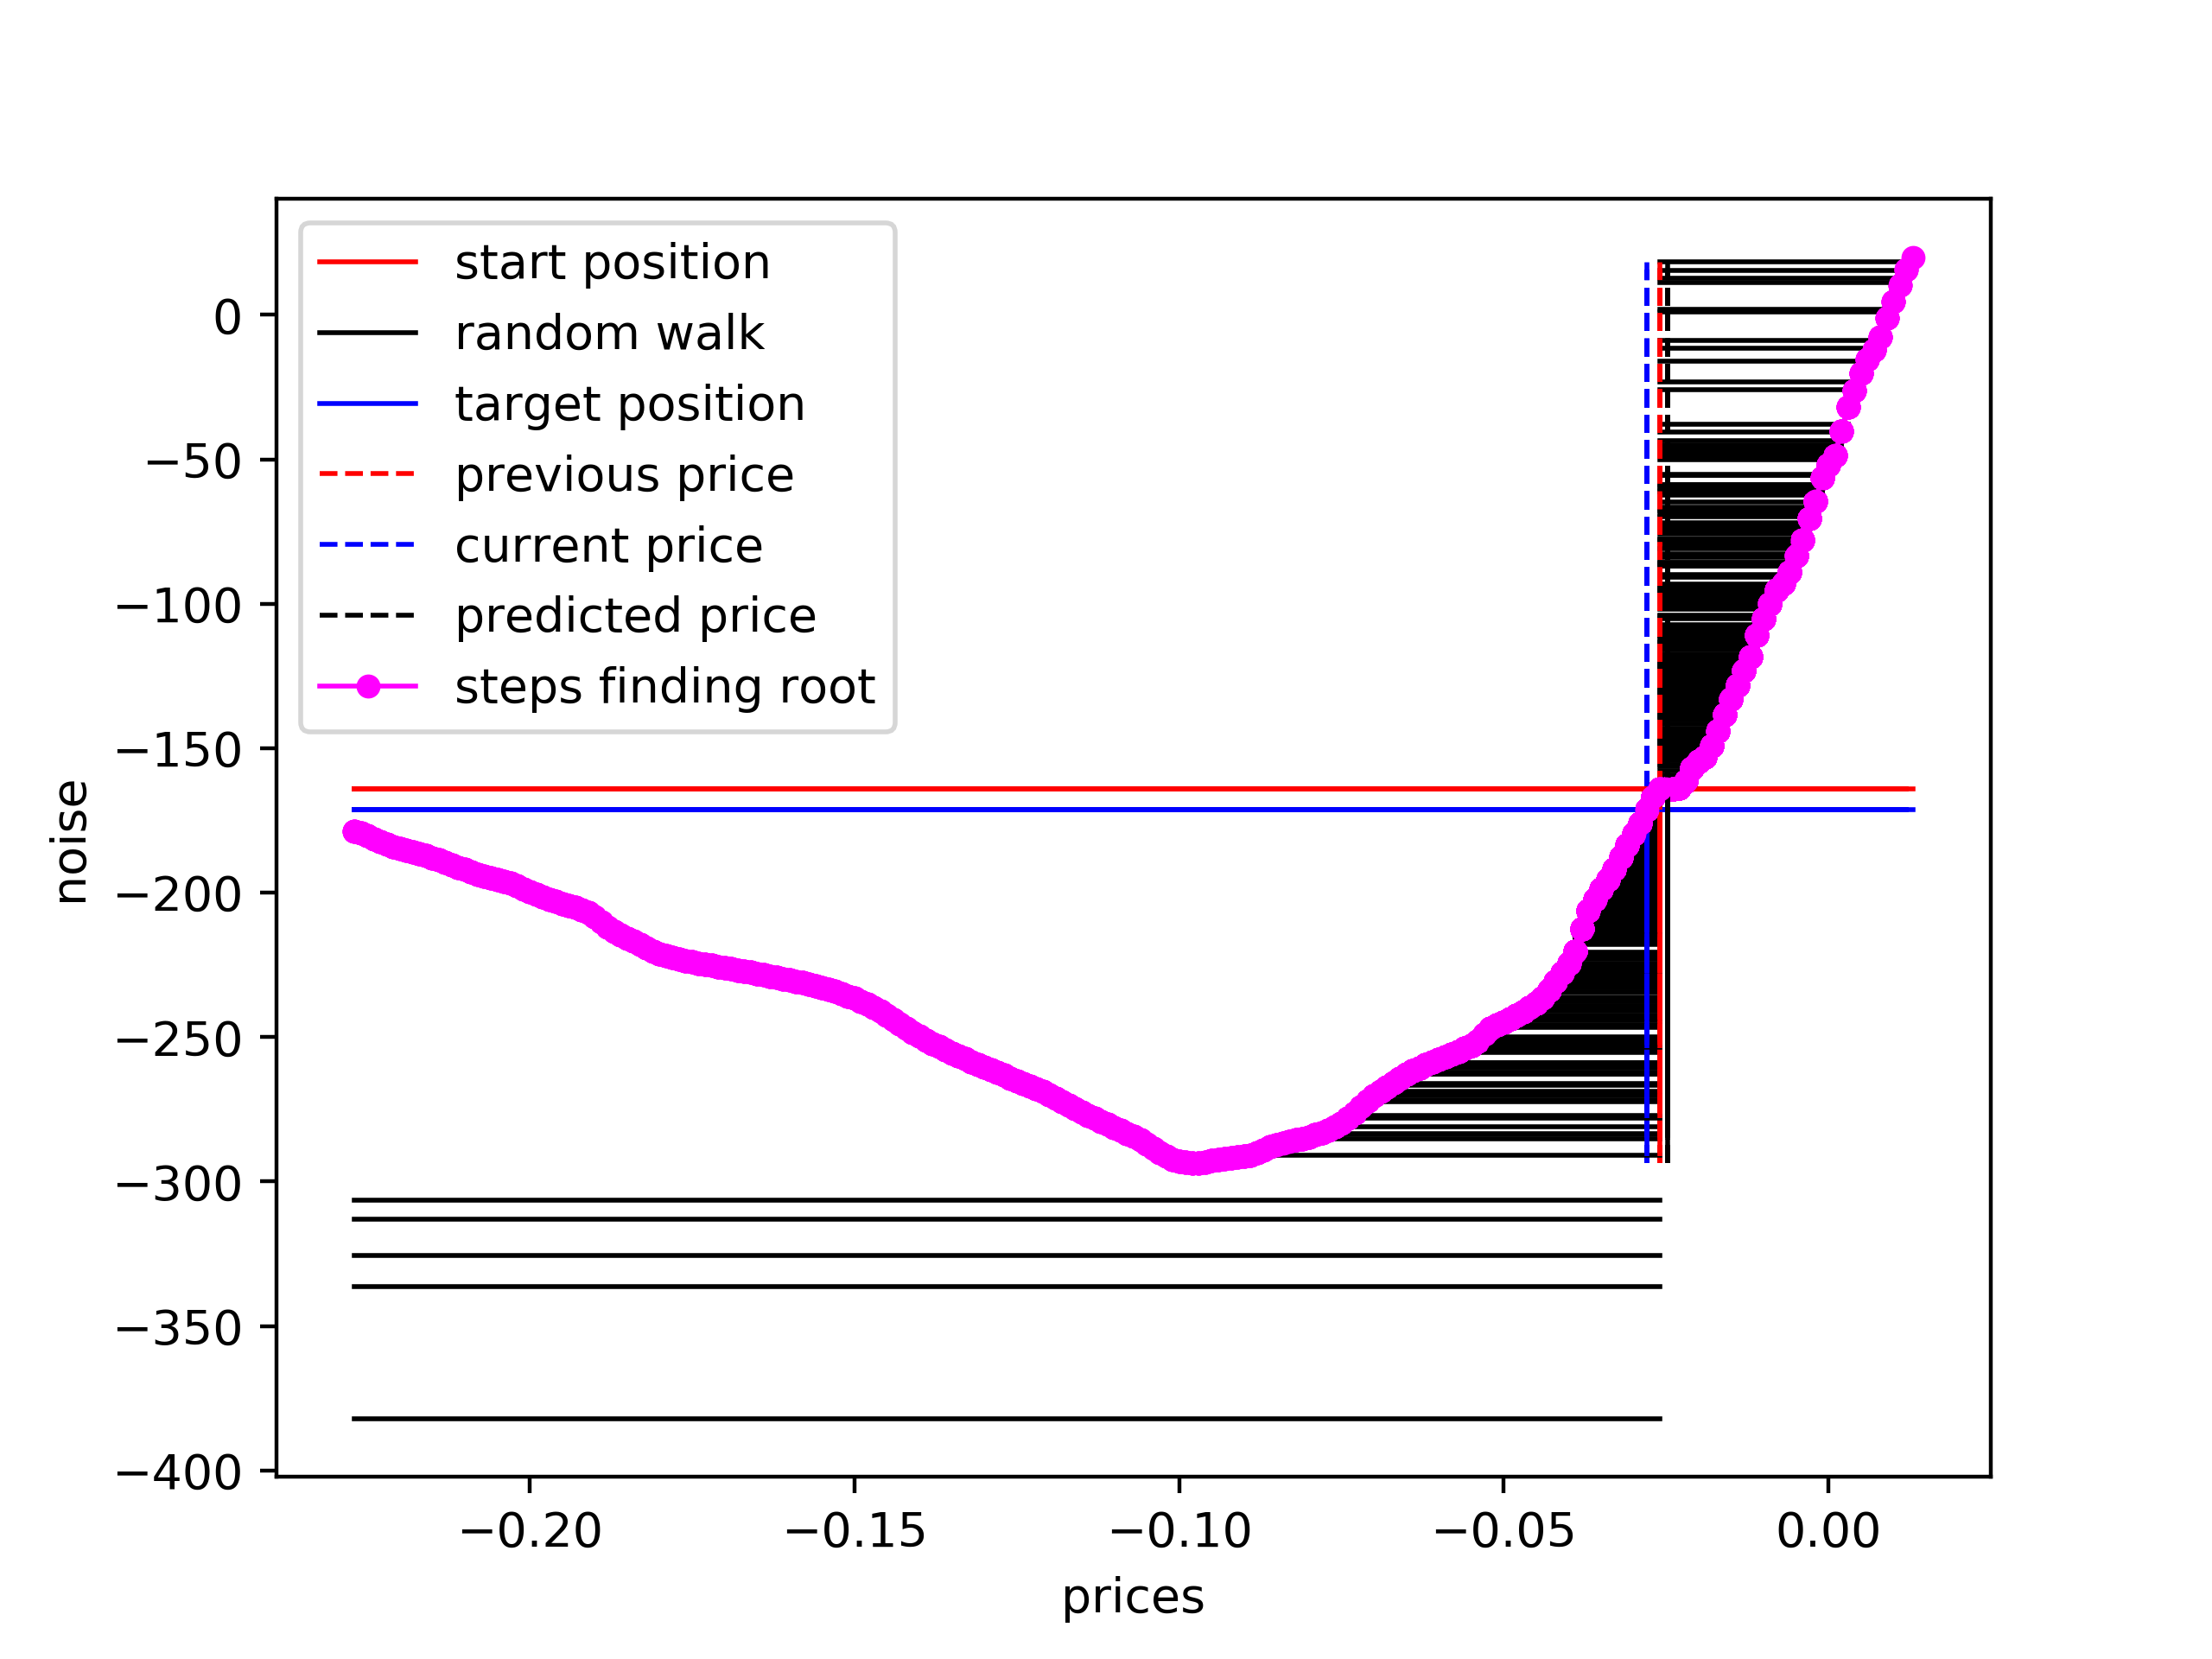 start position
random walk
target position
previous price
current price
predicted price
steps finding root
0
−50
−100
−150
−200
−250
−300
−350
−400
noise
−0.20 −0.15 −0.10 −0.05 0.00
prices